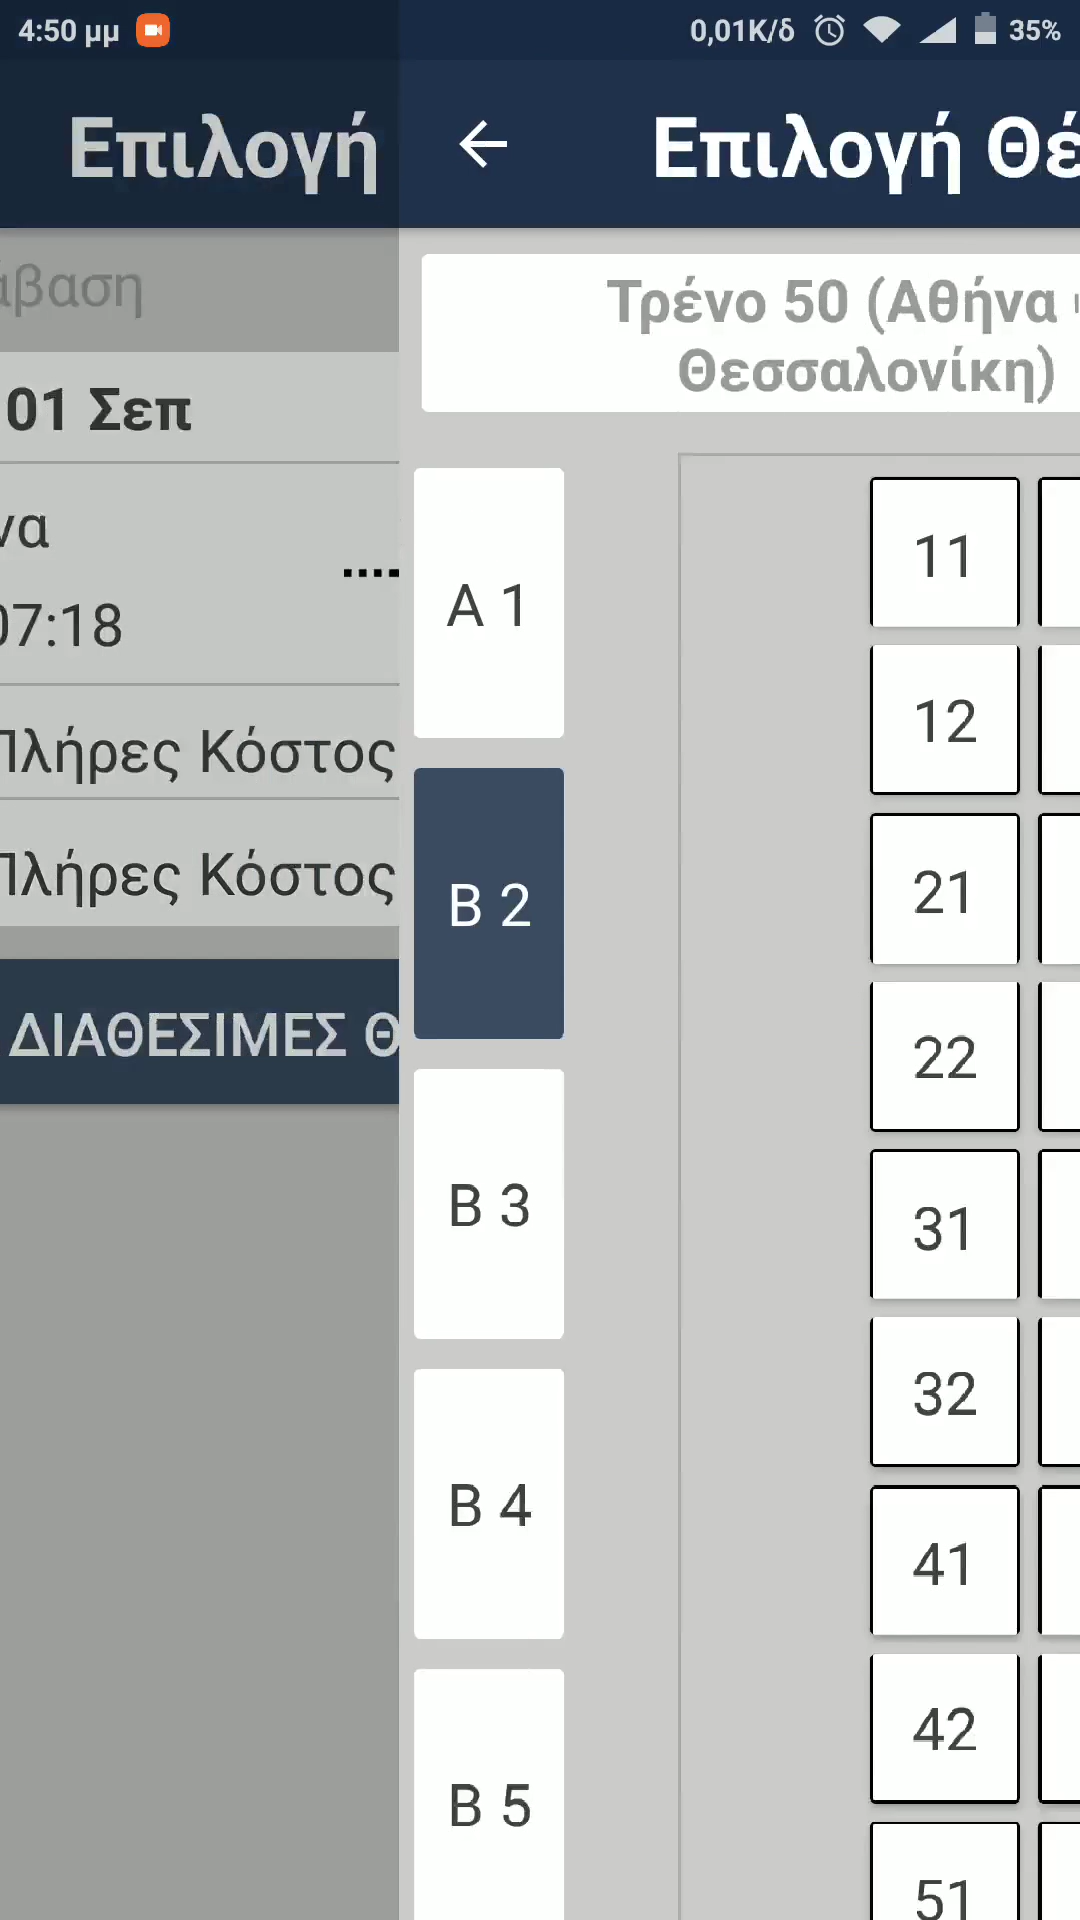 4:50 μμ
0,01K/δ
35%
Επιλογή
άβαση
01 Σεπ
07:18
Πλήρες Κόστος
Πλήρες Κόστος
ΔΙΑΘΕΣΙΜΕΣ Θ
Επιλογή Θέ
Τρένο 50 (Αθήνα
Θεσσαλονίκη)
A 1
B 2
B 3
B 4
B 5
11
12
21
22
31
32
41
42
51